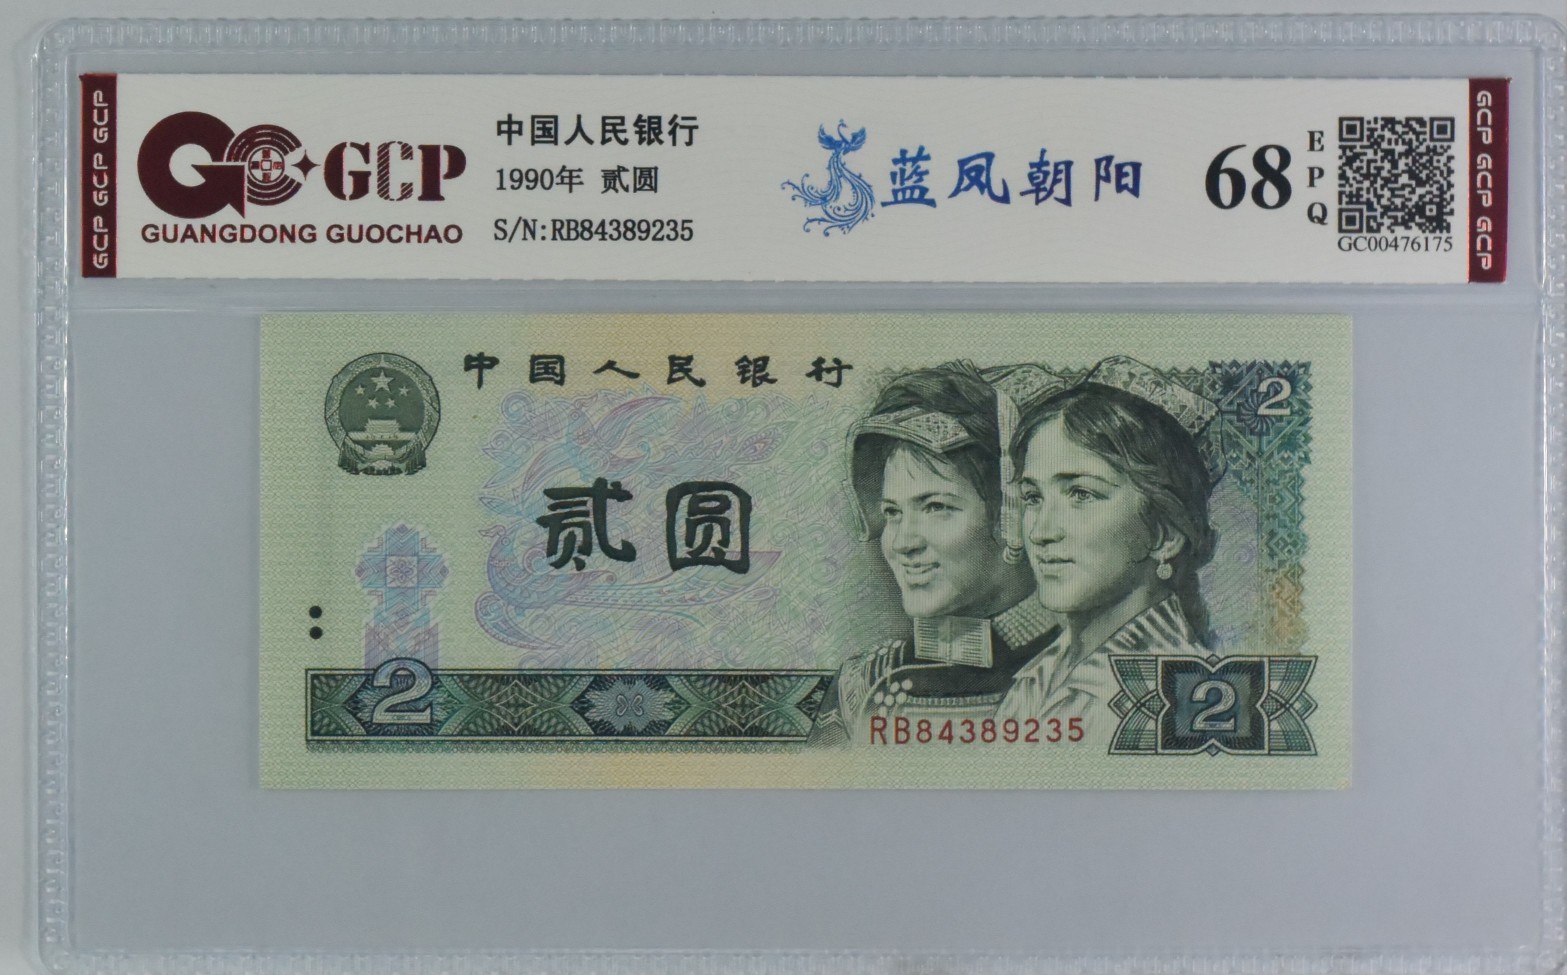 GCP GCP GCP
GCP
GUANGDONG GUOCHAO
中国人民银行
1990年 贰圆
S/N:RB84389235
蓝凤朝阳
68
EPQ
GC00476175
GCP GCP GCP
中国人民银行
2
贰圆
2
RB84389235
2